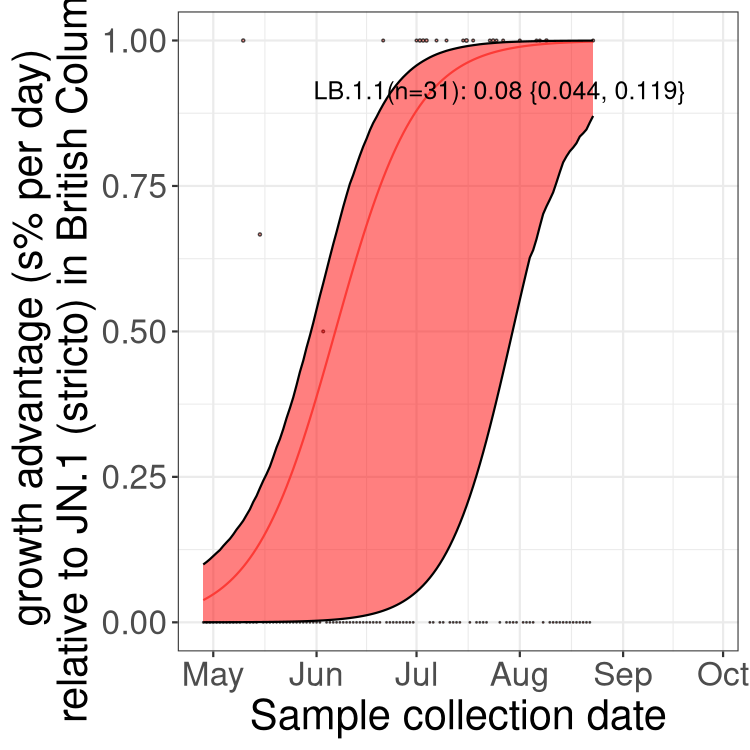 growth advantage (s% per day)
relative to JN.1 (stricto) in British Colum
1.00
0.75
0.50
0.25
0.00
LB.1.1(n=31): 0.08 {0.044, 0.119}
May Jun Jul Aug Sep Oct
Sample collection date